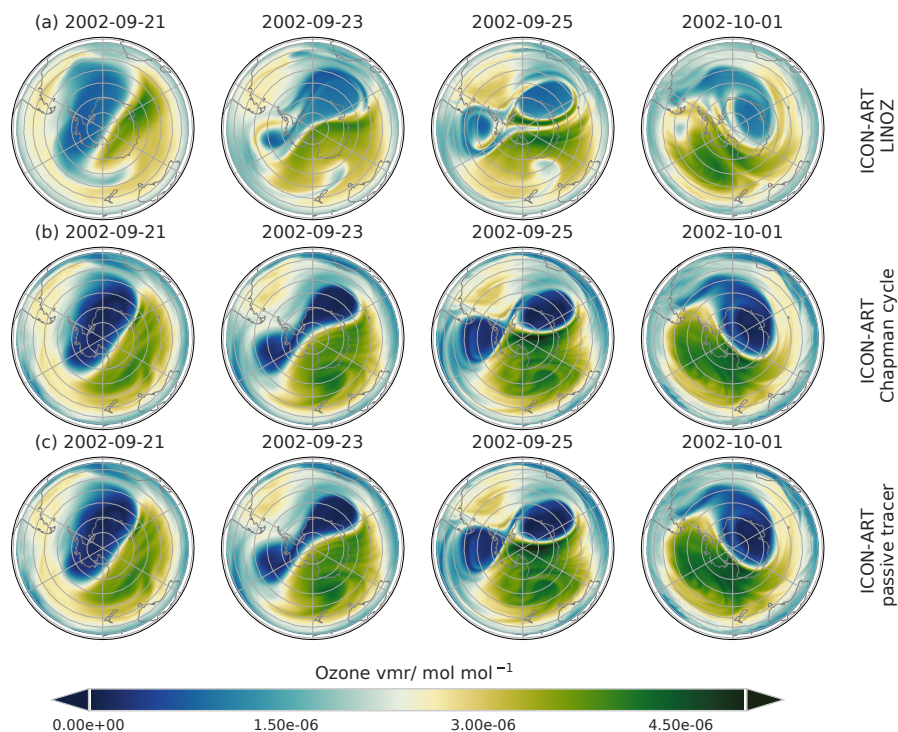 (a) 2002-09-21 2002-09-23 2002-09-25 2002-10-01
ICON-ART
LINOZ
(b) 2002-09-21 2002-09-23 2002-09-25 2002-10-01
ICON-ART
Chapman cycle
(c) 2002-09-21 2002-09-23 2002-09-25 2002-10-01
ICON-ART
passive tracer
Ozone vmr/ mol mol⁻¹
0.00e+00 1.50e-06 3.00e-06 4.50e-06